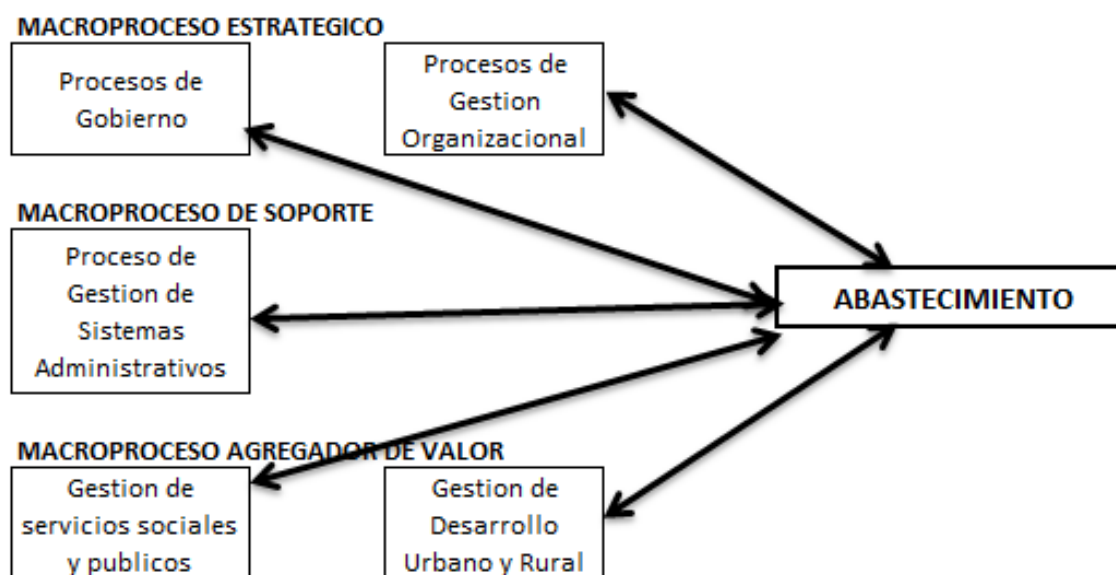 MACROPROCESO ESTRATEGICO
Procesos de
Gobierno
Procesos de
Gestion
Organizacional
MACROPROCESO DE SOPORTE
Proceso de
Gestion de
Sistemas
Administrativos
ABASTECIMIENTO
MACROPROCESO AGREGADOR DE VALOR
Gestion de
servicios sociales
y publicos
Gestion de
Desarrollo
Urbano y Rural